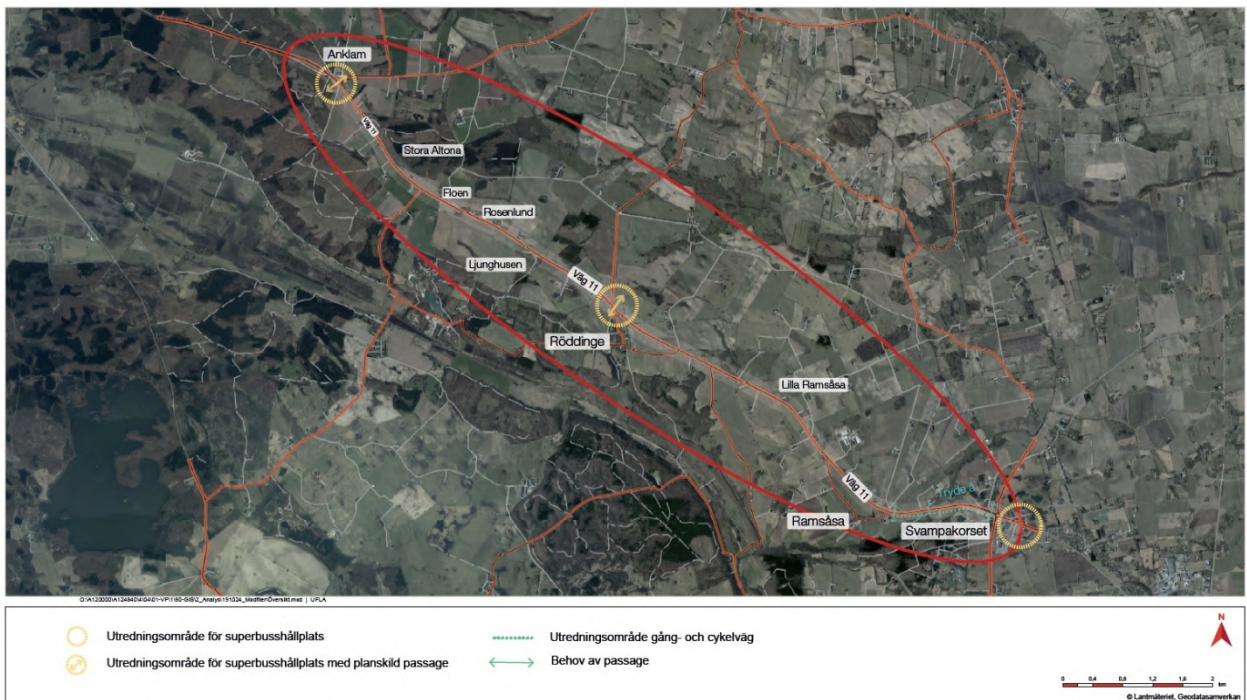 Anklam
Väg 11
Stora Altona
Floen
Rosenlund
Ljunghusen
Väg 11
Röddinge
Lilla Ramsåsa
Väg 11
Tryde å
Ramsåsa
Svampakorset
Utredningsområde för superbusshållplats
Utredningsområde för superbusshållplats med planskild passage
Utredningsområde gång- och cykelväg
Behov av passage
N
0 0,4 0,8 1,2 1,6 2
km
© Lantmäteriet, Geodatasamverkan